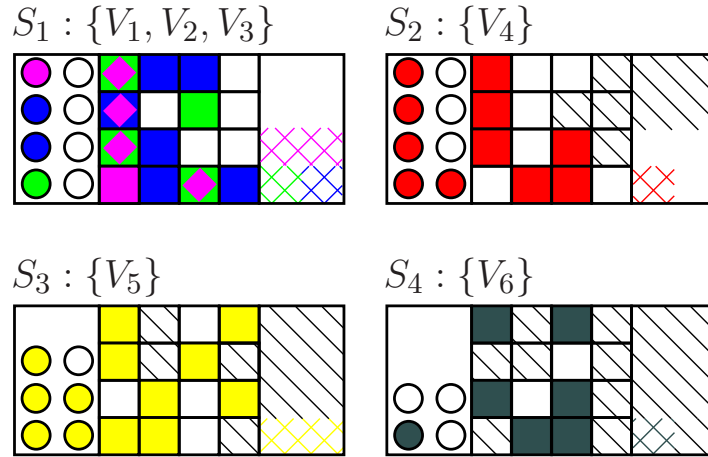 S₁ : {V₁, V₂, V₃}
S₂ : {V₄}
S₃ : {V₅}
S₄ : {V₆}